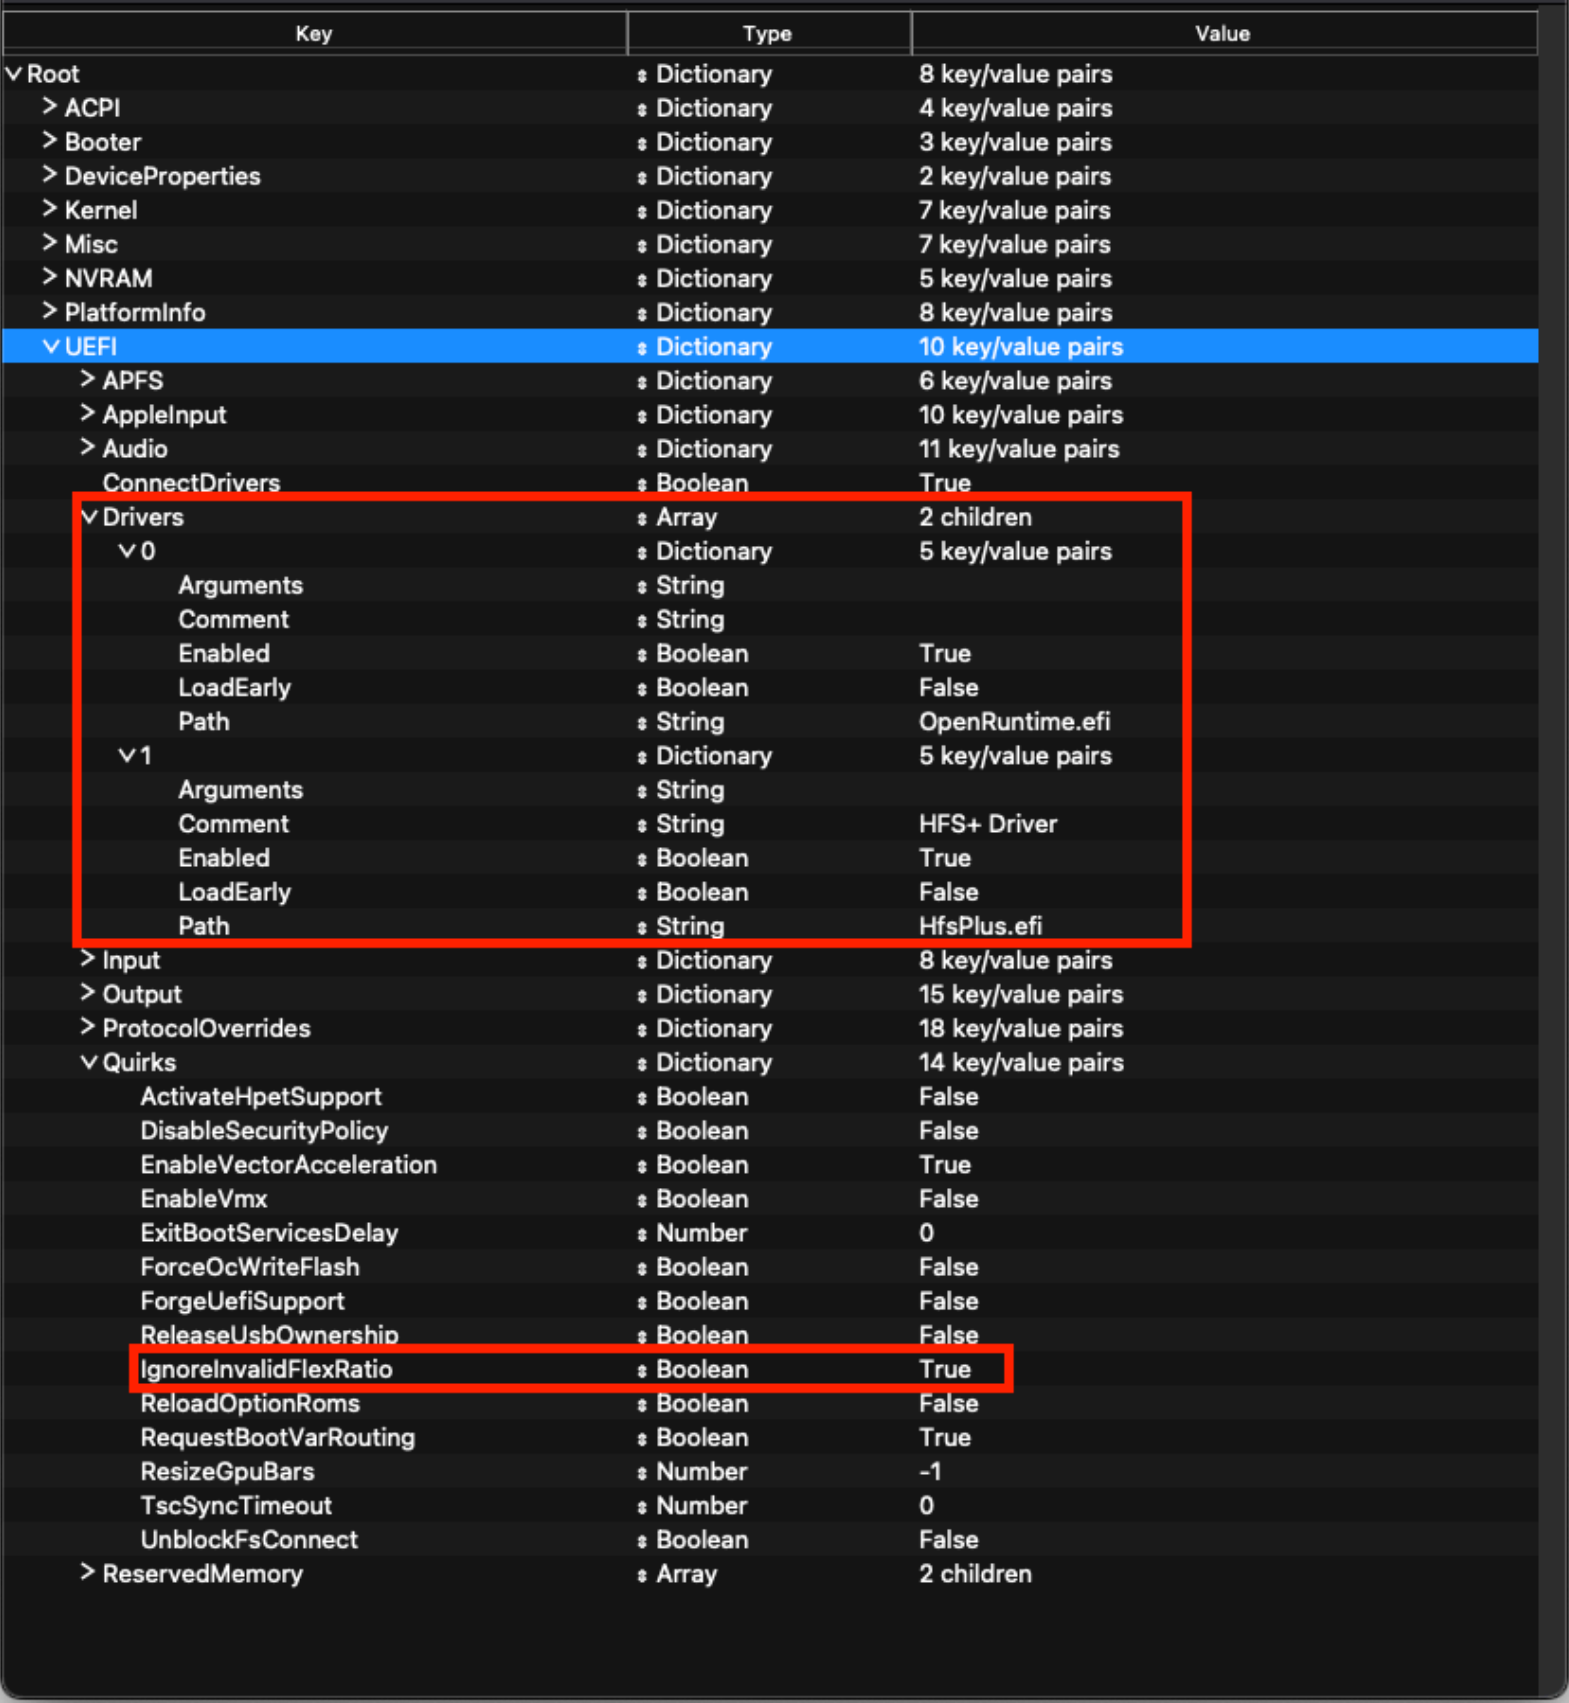 Key Type Value
Root Dictionary 8 key/value pairs
ACPI Dictionary 4 key/value pairs
Booter Dictionary 3 key/value pairs
DeviceProperties Dictionary 2 key/value pairs
Kernel Dictionary 7 key/value pairs
Misc Dictionary 7 key/value pairs
NVRAM Dictionary 5 key/value pairs
PlatformInfo Dictionary 8 key/value pairs
UEFI Dictionary 10 key/value pairs
APFS Dictionary 6 key/value pairs
AppleInput Dictionary 10 key/value pairs
Audio Dictionary 11 key/value pairs
ConnectDrivers Boolean True
Drivers Array 2 children
0 Dictionary 5 key/value pairs
Arguments String
Comment String
Enabled Boolean True
LoadEarly Boolean False
Path String OpenRuntime.efi
1 Dictionary 5 key/value pairs
Arguments String
Comment String HFS+ Driver
Enabled Boolean True
LoadEarly Boolean False
Path String HfsPlus.efi
Input Dictionary 8 key/value pairs
Output Dictionary 15 key/value pairs
ProtocolOverrides Dictionary 18 key/value pairs
Quirks Dictionary 14 key/value pairs
ActivateHpetSupport Boolean False
DisableSecurityPolicy Boolean False
EnableVectorAcceleration Boolean True
EnableVmx Boolean False
ExitBootServicesDelay Number 0
ForceOcWriteFlash Boolean False
ForgeUefiSupport Boolean False
ReleaseUsbOwnership Boolean False
IgnoreInvalidFlexRatio Boolean True
ReloadOptionRoms Boolean False
RequestBootVarRouting Boolean True
ResizeGpuBars Number -1
TscSyncTimeout Number 0
UnblockFsConnect Boolean False
ReservedMemory Array 2 children